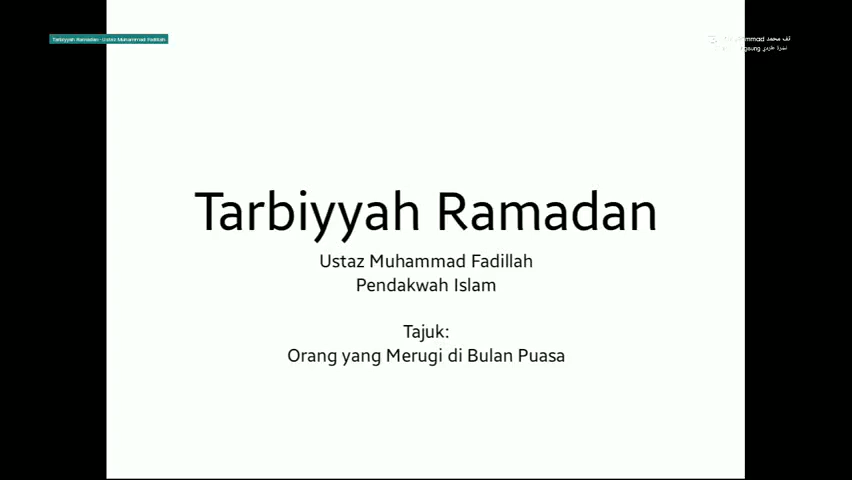 Tarbiyyah Ramadan - Ustaz Muhammad Fadillah
Tarbiyyah Ramadan
Ustaz Muhammad Fadillah
Pendakwah Islam
Tajuk:
Orang yang Merugi di Bulan Puasa